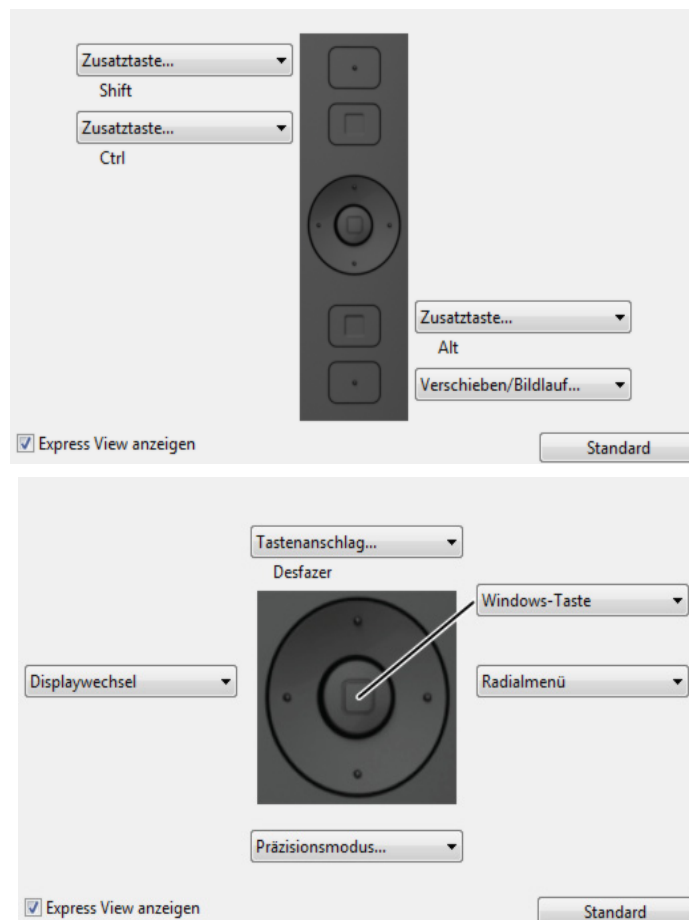 Zusatztaste...
Shift
Zusatztaste...
Ctrl
Zusatztaste...
Alt
Verschieben/Bildlauf...
Express View anzeigen
Standard
Tastenanschlag...
Desfazer
Windows-Taste
Displaywechsel
Radialmenü
Präzisionsmodus...
Express View anzeigen
Standard